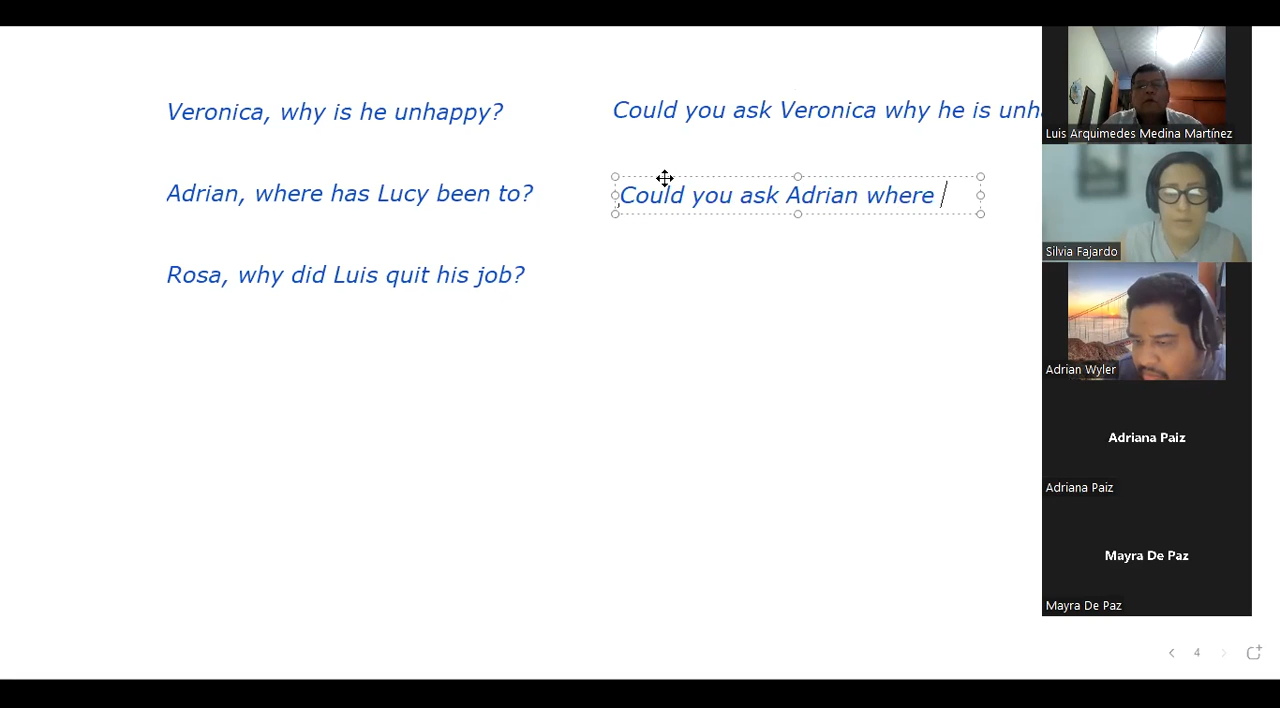 Veronica, why is he unhappy?
Could you ask Veronica why he is
Adrian, where has Lucy been to?
Could you ask Adrian where
Rosa, why did Luis quit his job?
Luis Arquimedes Medina Martínez
Silvia Fajardo
Adrian Wyler
Adriana Paiz
Adriana Paiz
Mayra De Paz
Mayra De Paz
4